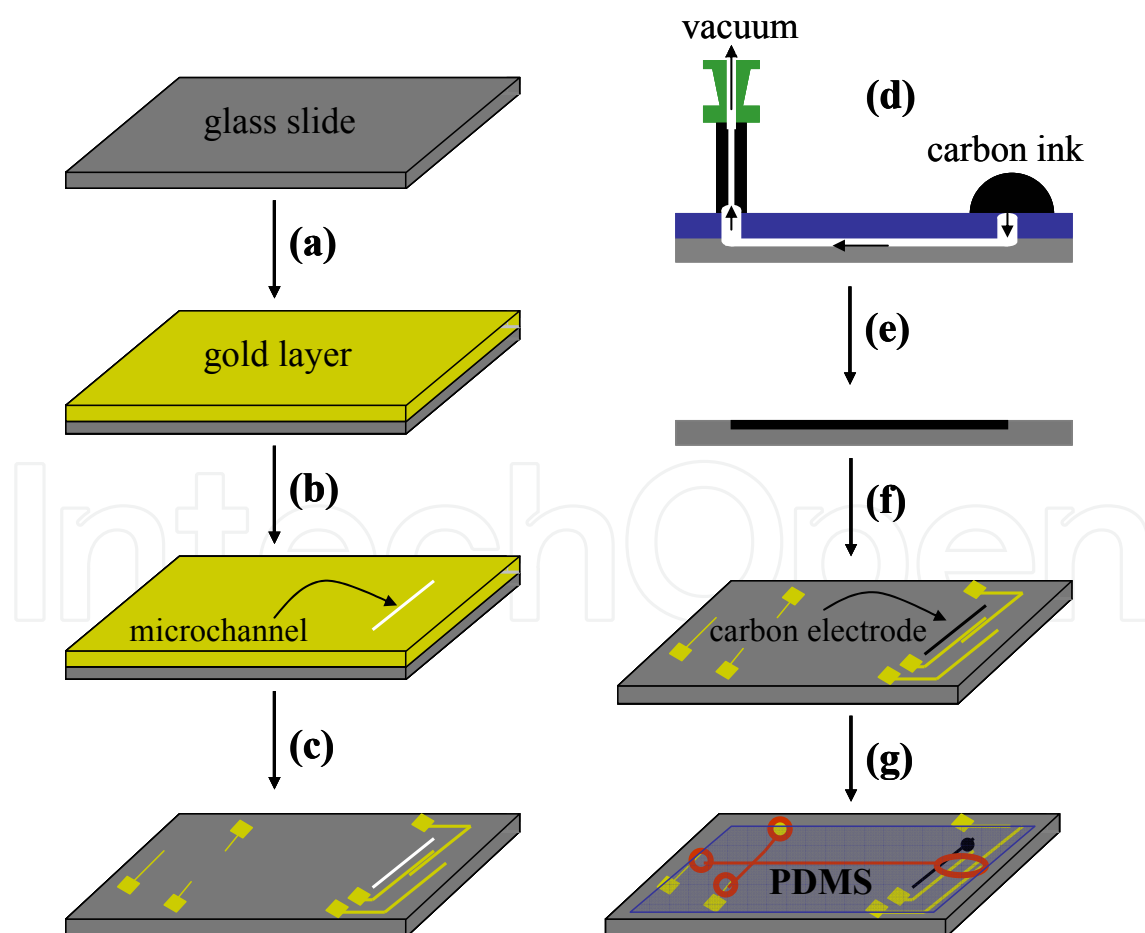 glass slide
(a)
gold layer
(b)
microchannel
(c)
vacuum
(d)
carbon ink
(e)
(f)
carbon electrode
(g)
PDMS
IntechOpen